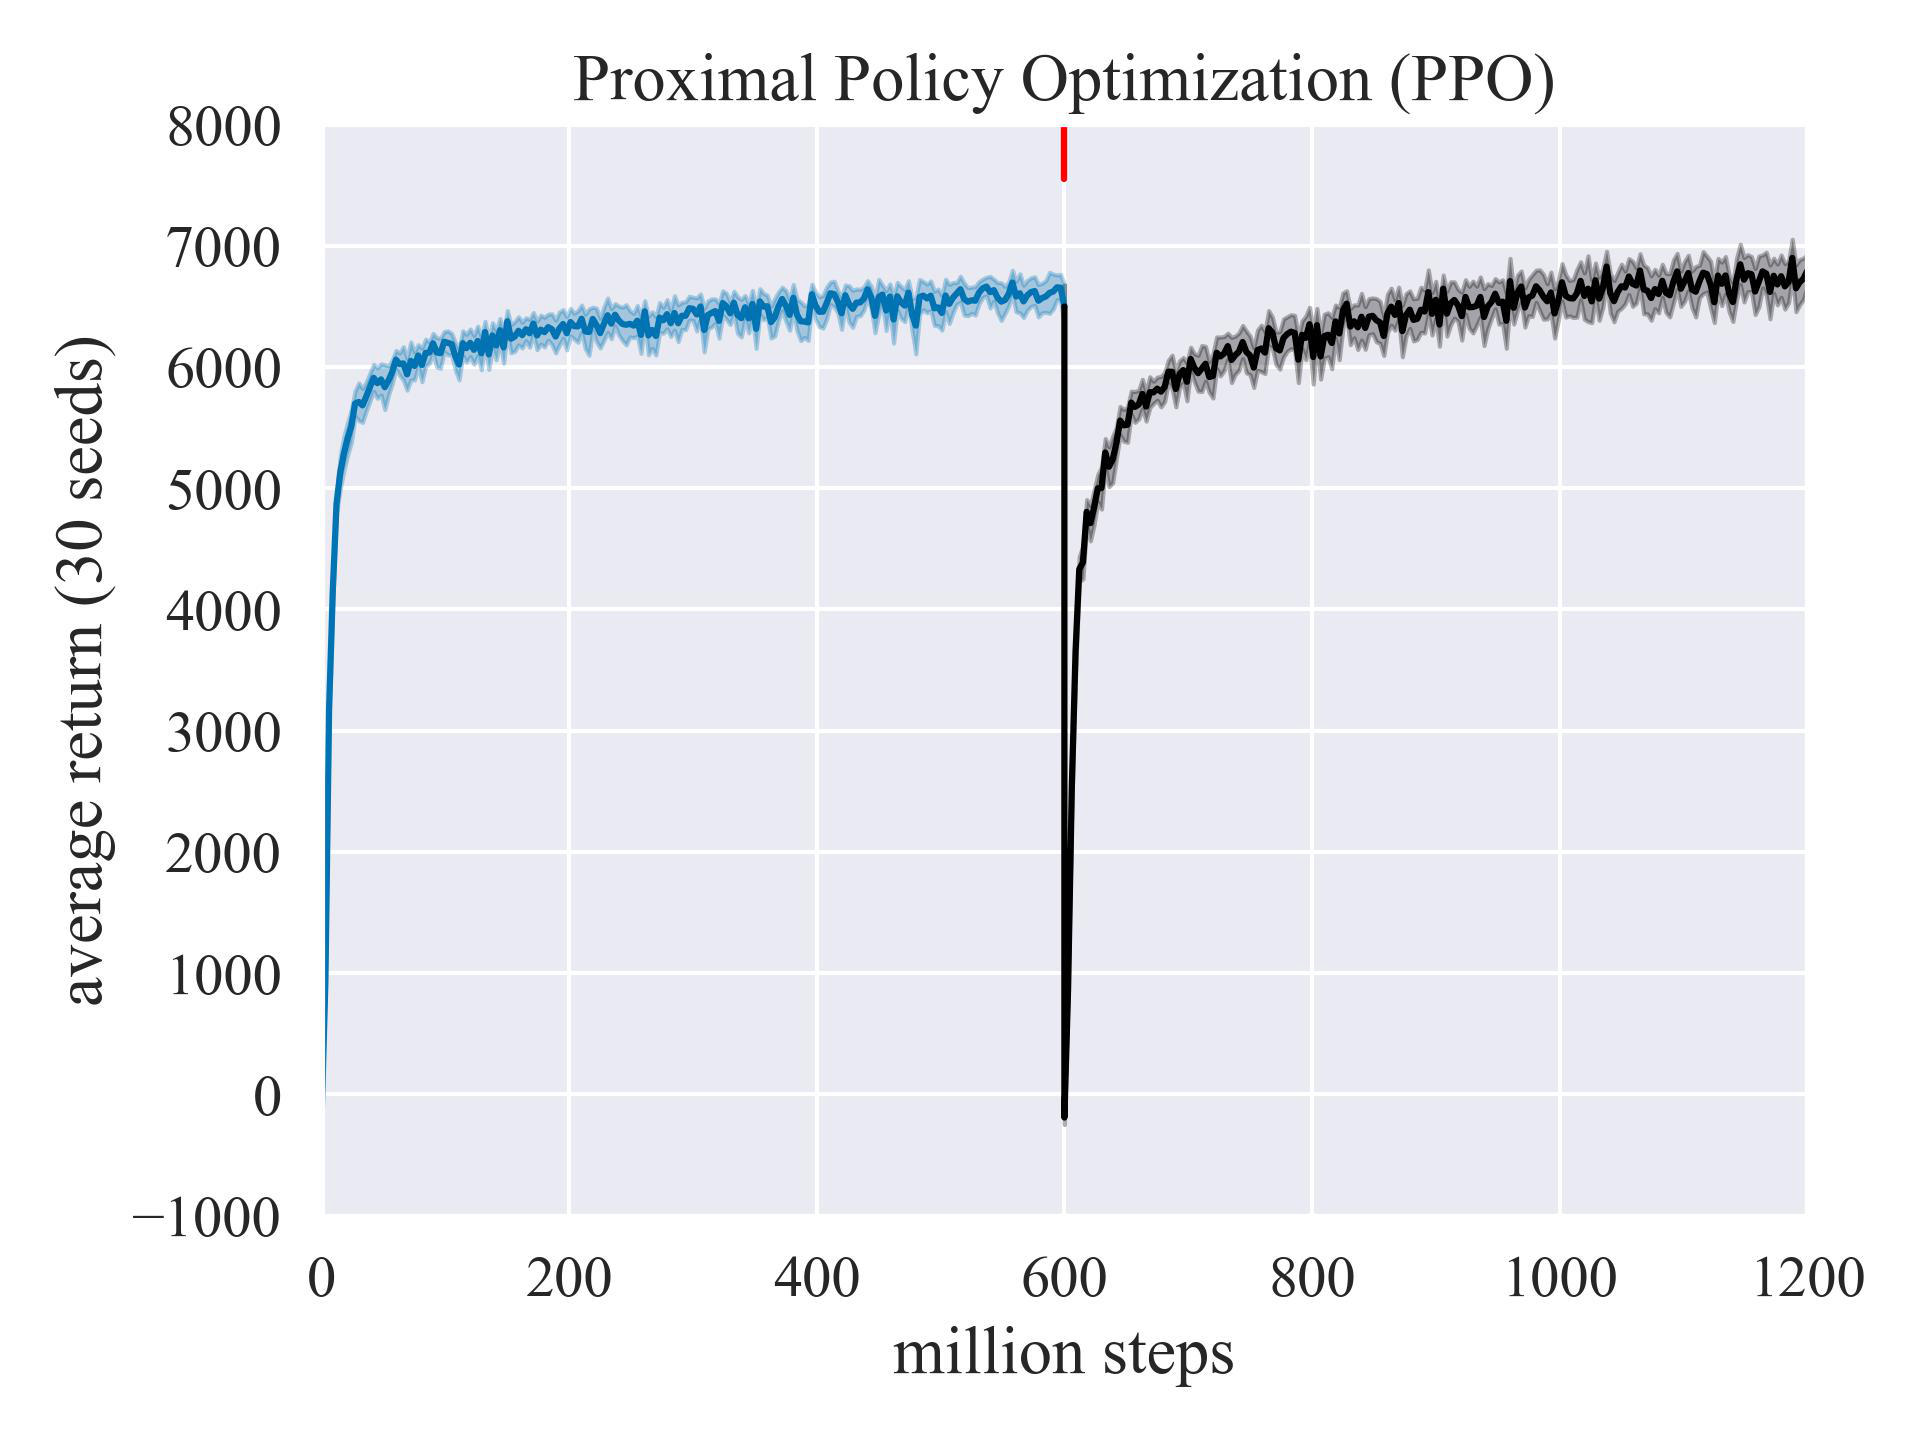 Proximal Policy Optimization (PPO)
8000
7000
6000
5000
4000
3000
2000
1000
0
−1000
average return (30 seeds)
0 200 400 600 800 1000 1200
million steps